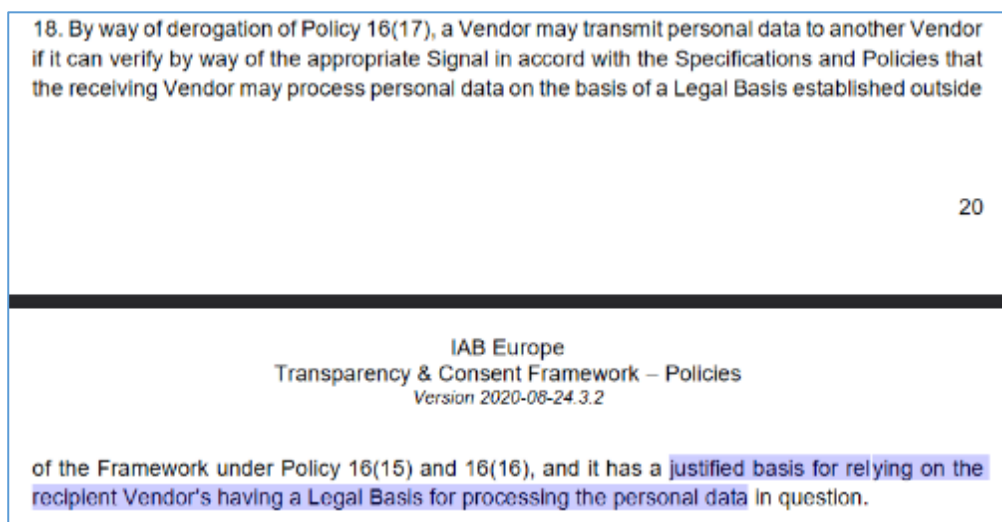 18. By way of derogation of Policy 16(17), a Vendor may transmit personal data to another Vendor
if it can verify by way of the appropriate Signal in accord with the Specifications and Policies that
the receiving Vendor may process personal data on the basis of a Legal Basis established outside
20
IAB Europe
Transparency & Consent Framework – Policies
Version 2020-08-24.3.2
of the Framework under Policy 16(15) and 16(16), and it has a justified basis for relying on the
recipient Vendor's having a Legal Basis for processing the personal data in question.